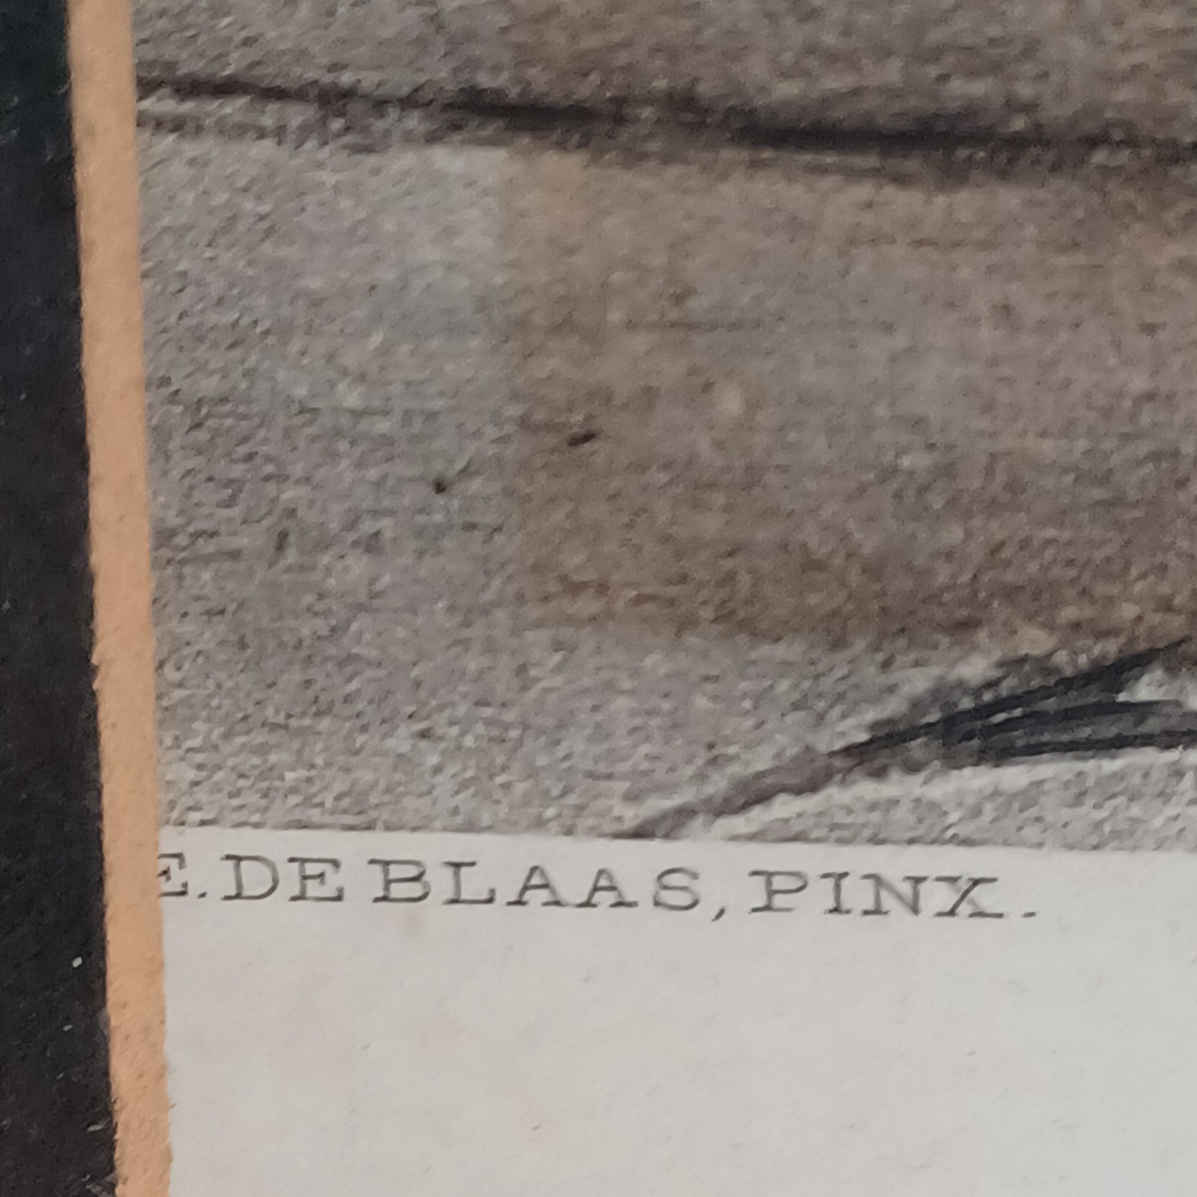 E. DE BLAAS, PINX.